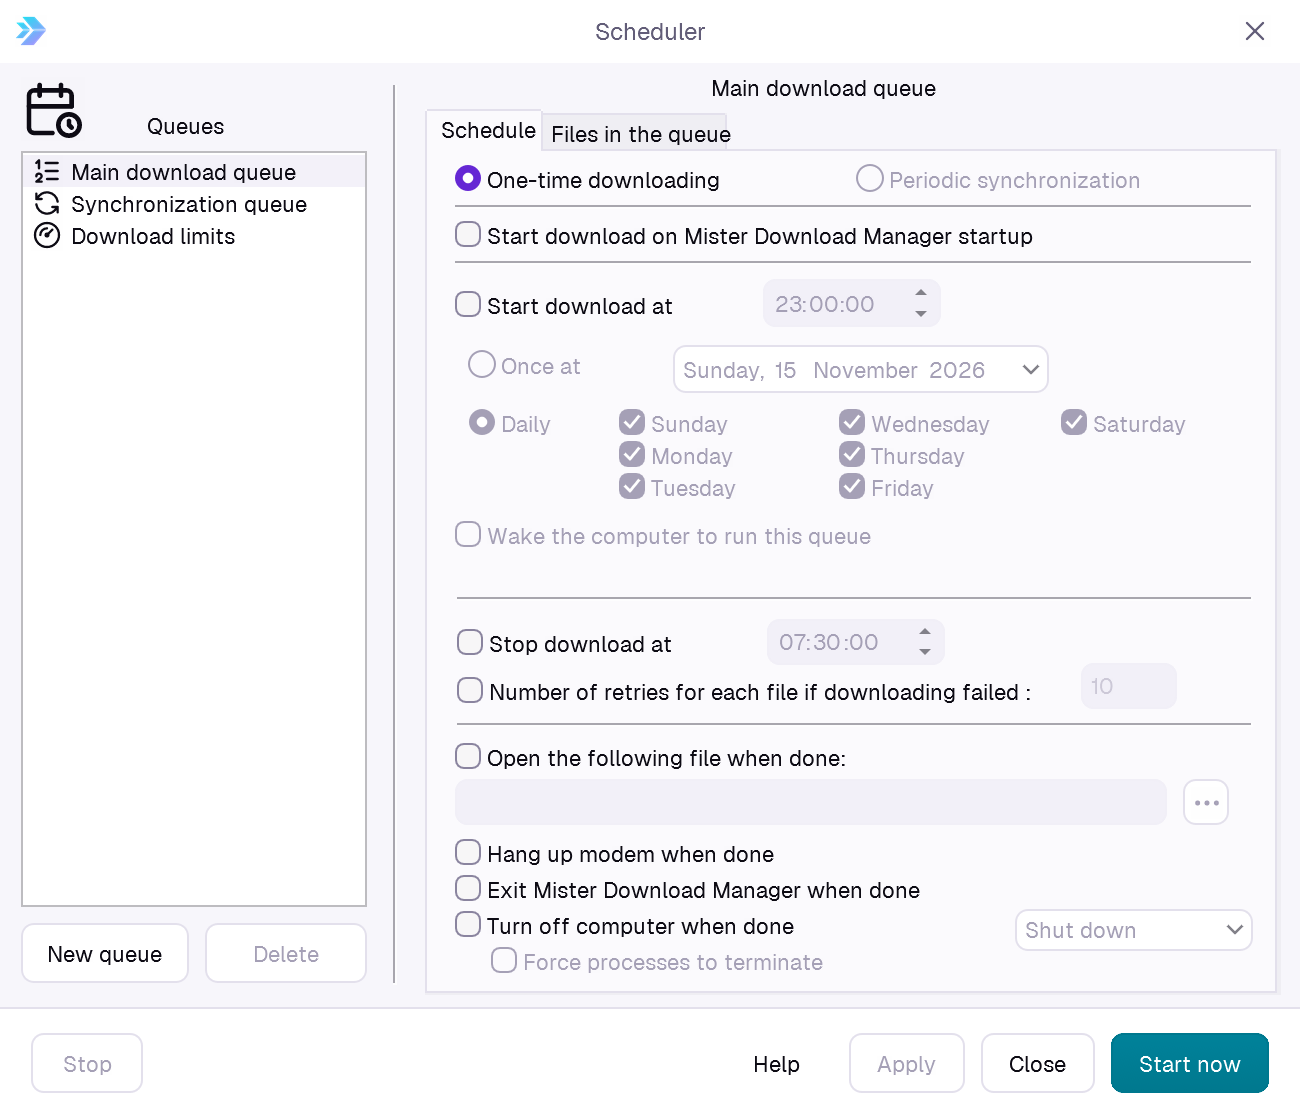 Scheduler
Queues
Main download queue
Synchronization queue
Download limits
New queue
Delete
Main download queue
Schedule
Files in the queue
One-time downloading
Periodic synchronization
Start download on Mister Download Manager startup
Start download at
23:00:00
Once at
Sunday, 15 November 2026
Daily
Sunday
Wednesday
Saturday
Monday
Thursday
Tuesday
Friday
Wake the computer to run this queue
Stop download at
07:30:00
Number of retries for each file if downloading failed :
10
Open the following file when done:
Hang up modem when done
Exit Mister Download Manager when done
Turn off computer when done
Shut down
Force processes to terminate
Stop
Help
Apply
Close
Start now